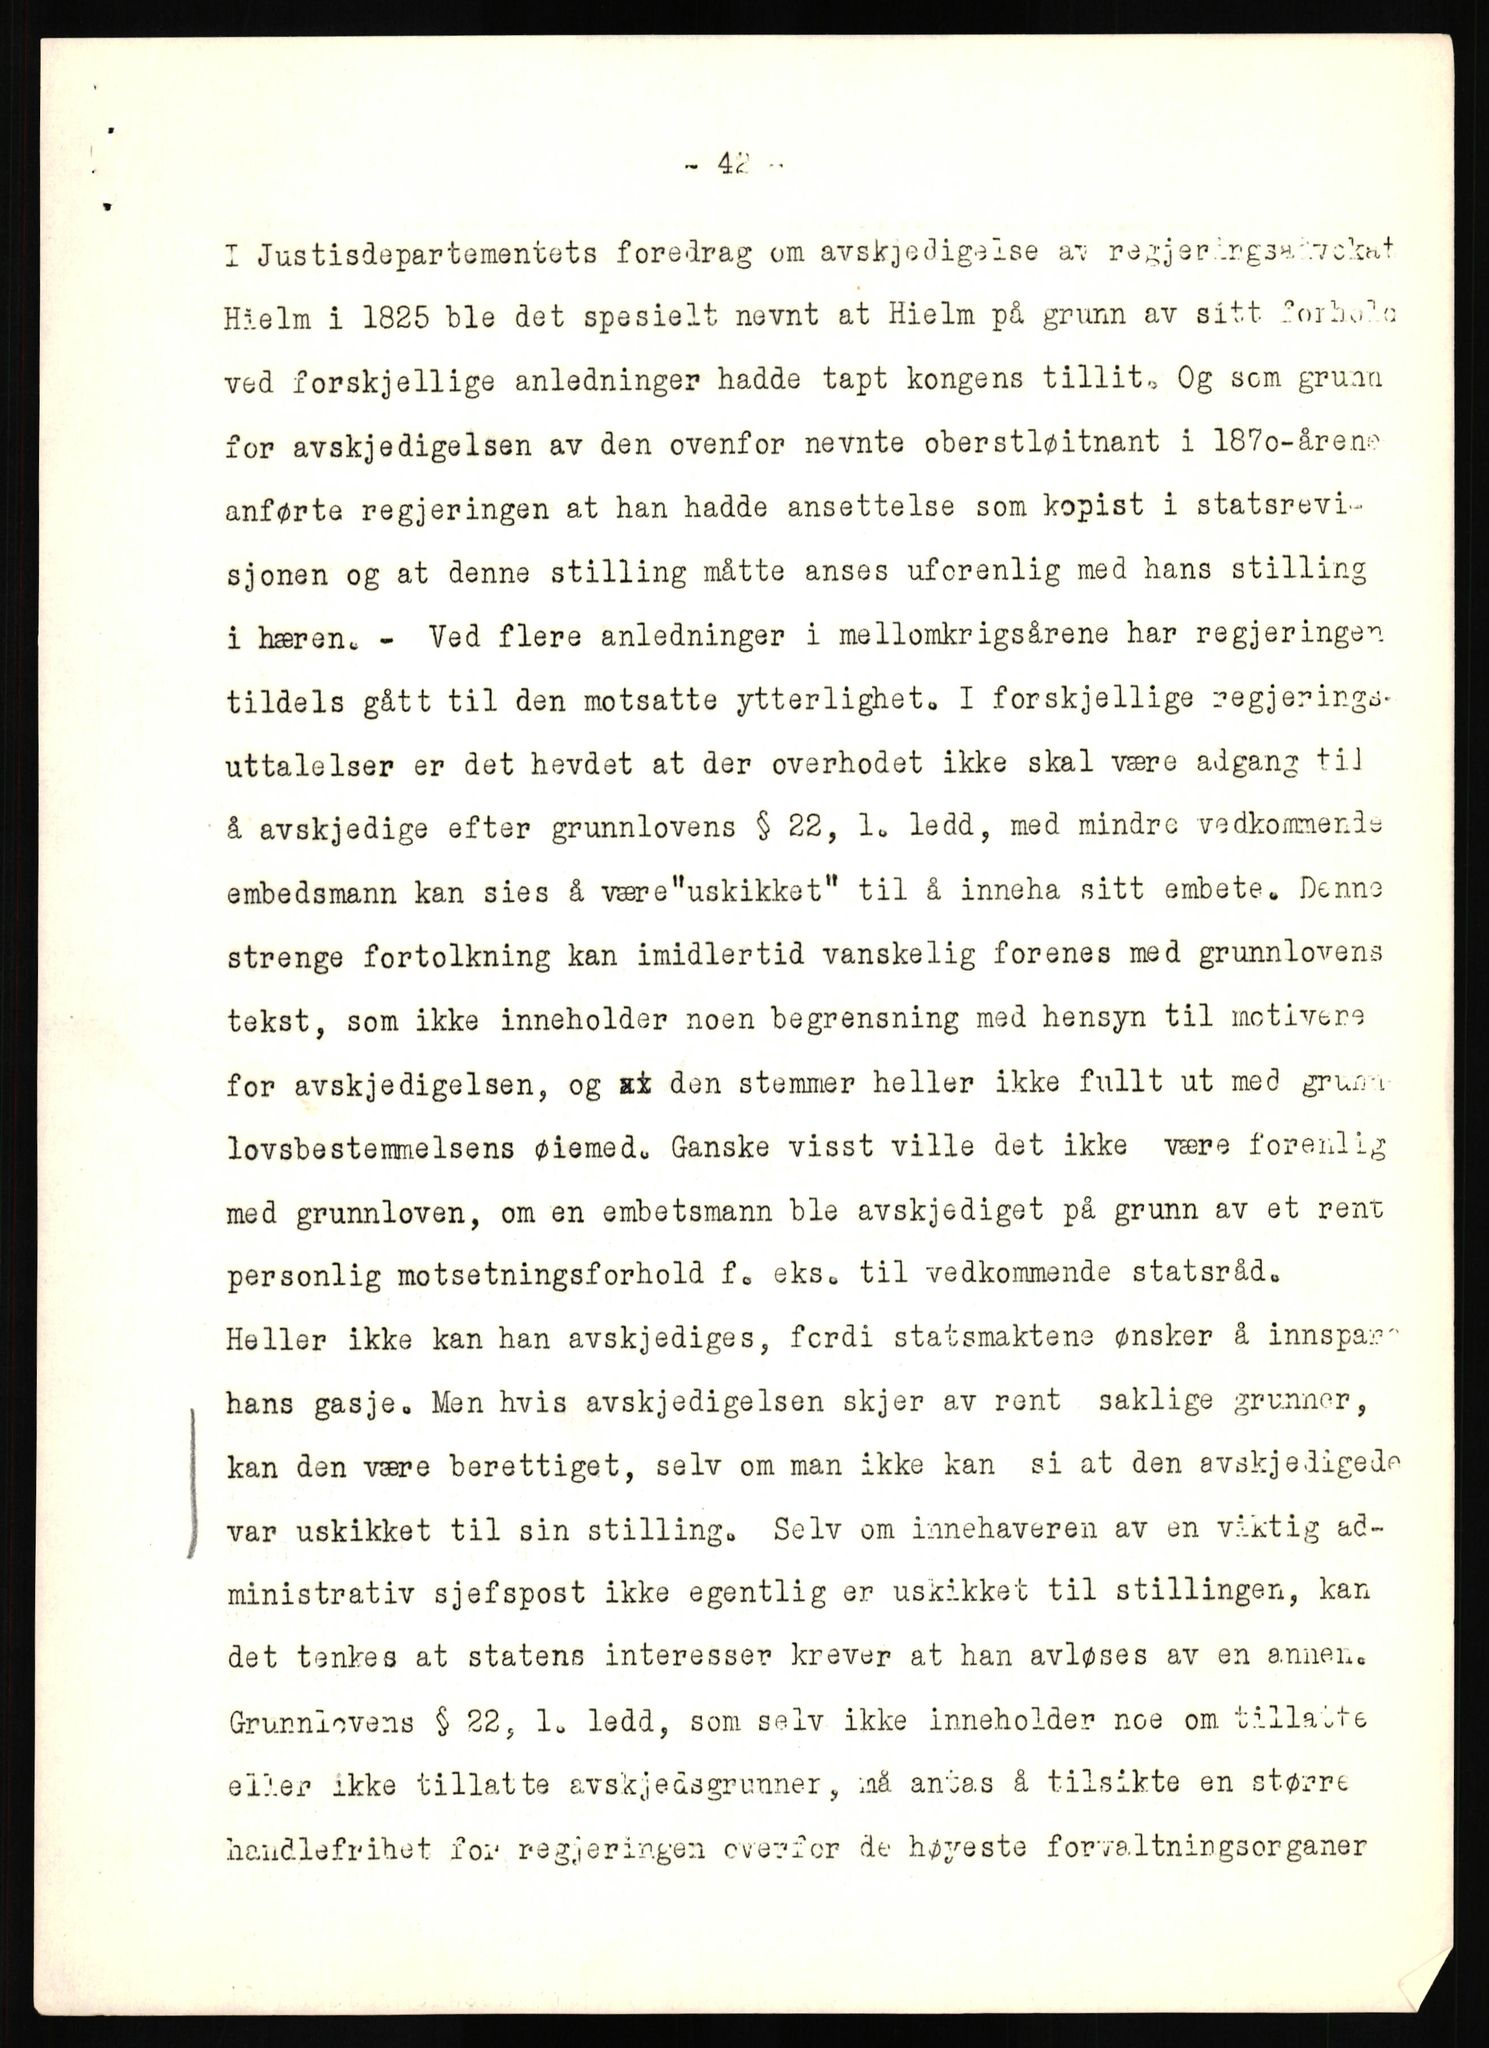 - 42 -
I Justisdepartementets foredrag om avskjedigelse av regjeringsadvokat
Hielm i 1825 ble det spesielt nevnt at Hielm på grunn av sitt forhold
ved forskjellige anledninger hadde tapt kongens tillit. Og som grunn
for avskjedigelsen av den ovenfor nevnte oberstløitnant i 187o-årene
anførte regjeringen at han hadde ansettelse som kopist i statsrevi-
sjonen og at denne stilling måtte anses uforenlig med hans stilling
i hæren. - Ved flere anledninger i mellomkrigsårene har regjeringen
tildels gått til den motsatte ytterlighet. I forskjellige regjerings-
uttalelser er det hevdet at der overhodet ikke skal være adgang til
å avskjedige efter grunnlovens § 22, 1. ledd, med mindre vedkommende
embedsmann kan sies å være"uskikket" til å inneha sitt embete. Denne
strenge fortolkning kan imidlertid vanskelig forenes med grunnlovens
tekst, som ikke inneholder noen begrensning med hensyn til motivene
for avskjedigelsen, og den stemmer heller ikke fullt ut med grunn-
lovsbestemmelsens øiemed. Ganske visst ville det ikke være forenlig
med grunnloven, om en embetsmann ble avskjediget på grunn av et rent
personlig motsetningsforhold f. eks. til vedkommende statsråd.
Heller ikke kan han avskjediges, fordi statsmaktene ønsker å innspare
hans gasje. Men hvis avskjedigelsen skjer av rent saklige grunner,
kan den være berettiget, selv om man ikke kan si at den avskjedigede
var uskikket til sin stilling. Selv om innehaveren av en viktig ad-
ministrativ sjefspost ikke egentlig er uskikket til stillingen, kan
det tenkes at statens interesser krever at han avløses av en annen.
Grunnlovens § 22, 1. ledd, som selv ikke inneholder noe om tillatte
eller ikke tillatte avskjedsgrunner, må antas å tilsikte en større
handlefrihet for regjeringen overfor de høyeste forvaltningsorganer